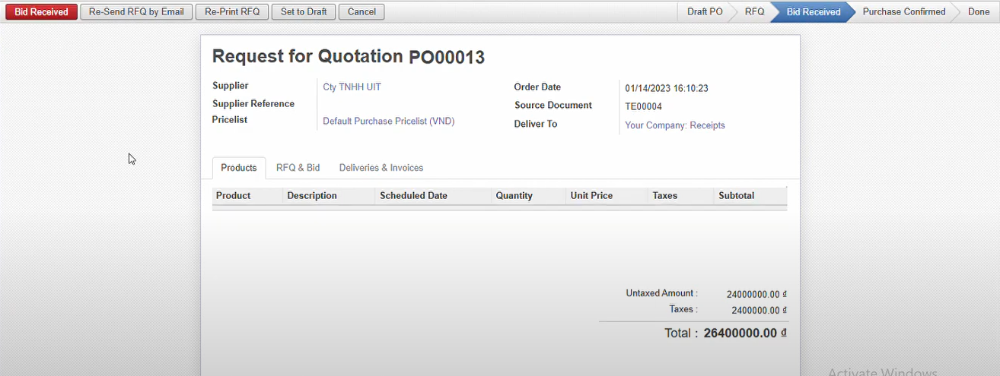 Bid Received Re-Send RFQ by Email Re-Print RFQ Set to Draft Cancel Draft PO RFQ Bid Received Purchase Confirmed Done
Request for Quotation PO00013
Supplier Cty TNHH UIT Order Date 01/14/2023 16:10:23
Supplier Reference Source Document TE00004
Pricelist Default Purchase Pricelist (VND) Deliver To Your Company: Receipts
Products RFQ & Bid Deliveries & Invoices
Product Description Scheduled Date Quantity Unit Price Taxes Subtotal
Untaxed Amount : 24000000.00 ₫
Taxes : 2400000.00 ₫
Total : 26400000.00 ₫
Activate Windows